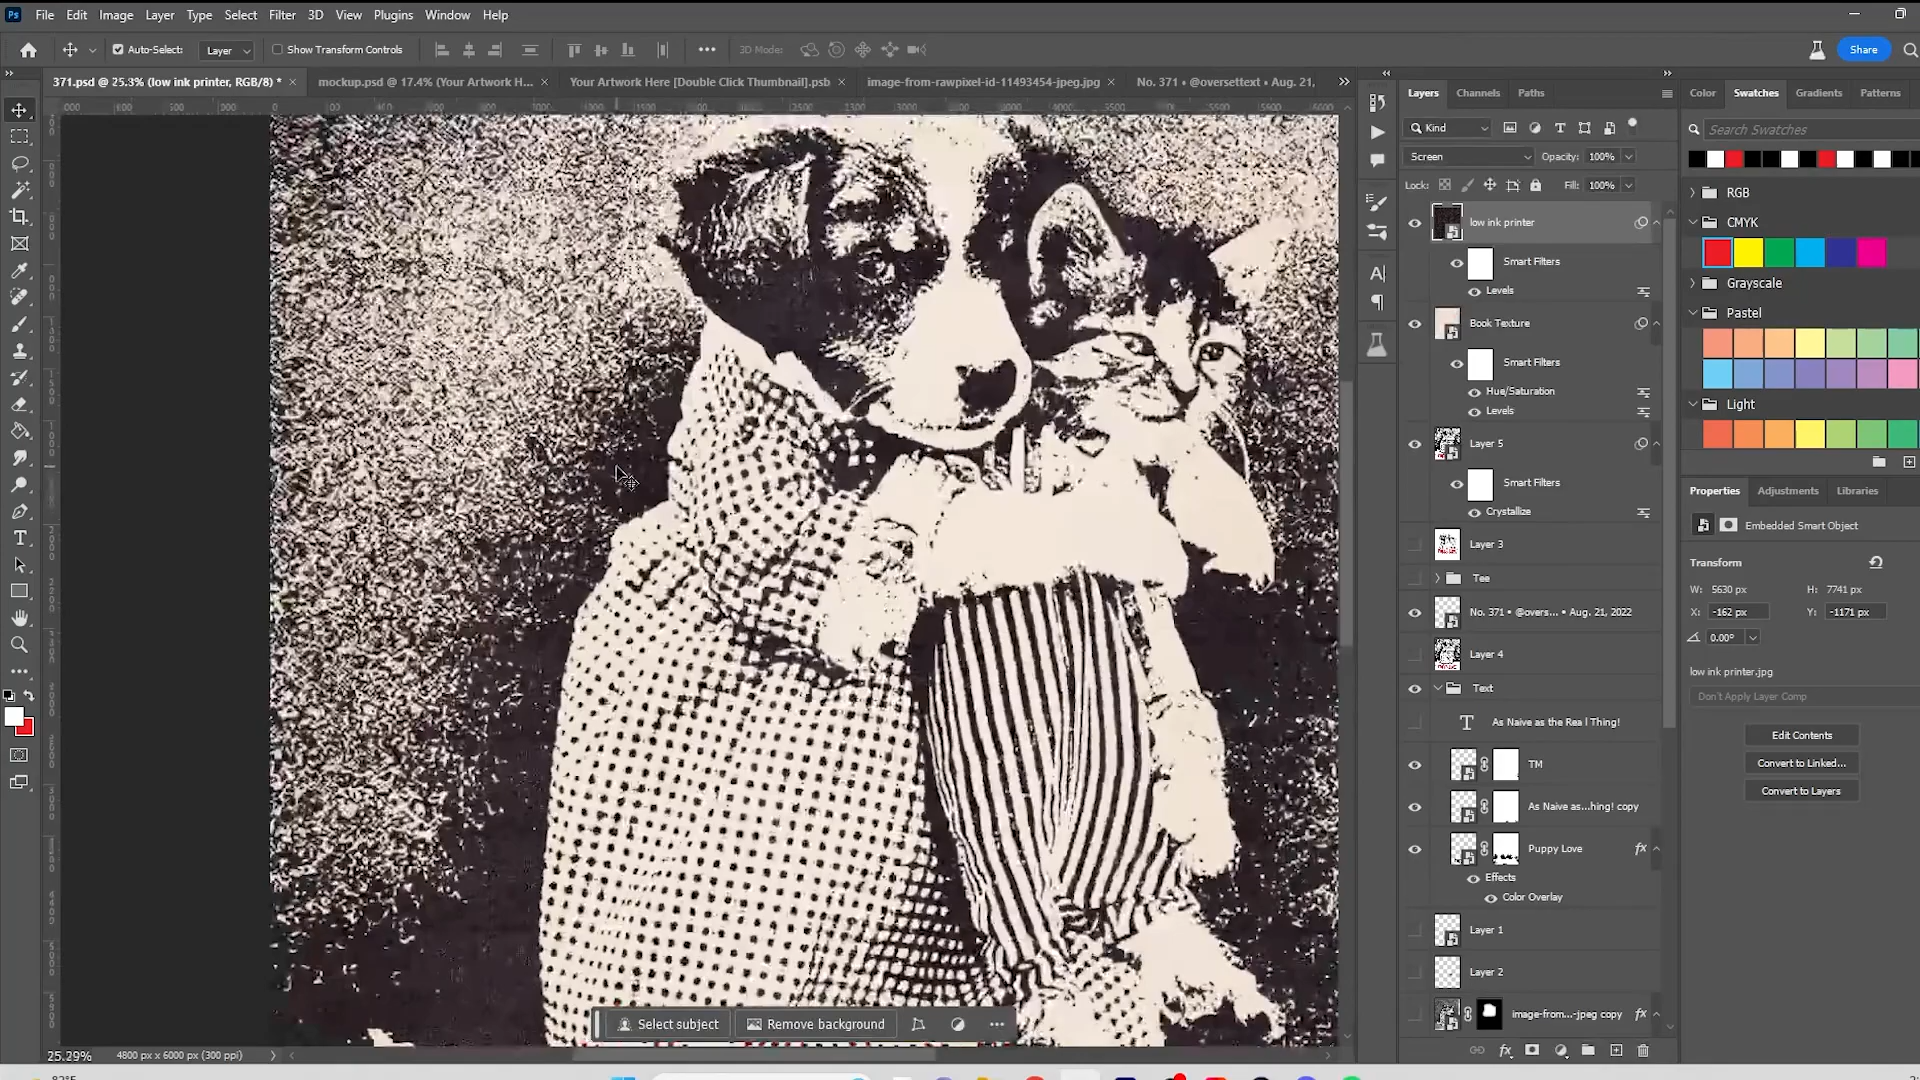 Ps File Edit Image Layer Type Select Filter 3D View Plugins Window Help
Auto-Select: Layer Show Transform Controls 3D Mode: Share
371.psd @ 25.3% (low ink printer, RGB/8) * mockup.psd @ 17.4% (Your Artwork H... Your Artwork Here [Double Click Thumbnail].psb image-from-rawpixel-id-11493454-jpeg.jpg No. 371 • @oversettext • Aug. 21,
Layers Channels Paths
Kind
Screen Opacity: 100%
Lock: Fill: 100%
low ink printer
Smart Filters
Levels
Book Texture
Smart Filters
Hue/Saturation
Levels
Layer 5
Smart Filters
Crystallize
Layer 3
Tee
No. 371 • @overs... • Aug. 21, 2022
Layer 4
Text
As Naive as the Rea l Thing!
TM
As Naive as...hing! copy
Puppy Love fx
Effects
Color Overlay
Layer 1
Layer 2
image-from...-jpeg copy fx
Color Swatches Gradients Patterns
Search Swatches
RGB
CMYK
Grayscale
Pastel
Light
Properties Adjustments Libraries
Embedded Smart Object
Transform
W: 5630 px H: 7741 px
X: -162 px Y: -1171 px
0.00°
low ink printer.jpg
Don't Apply Layer Comp
Edit Contents
Convert to Linked...
Convert to Layers
Select subject Remove background
25.29% 4800 px x 6000 px (300 ppi)